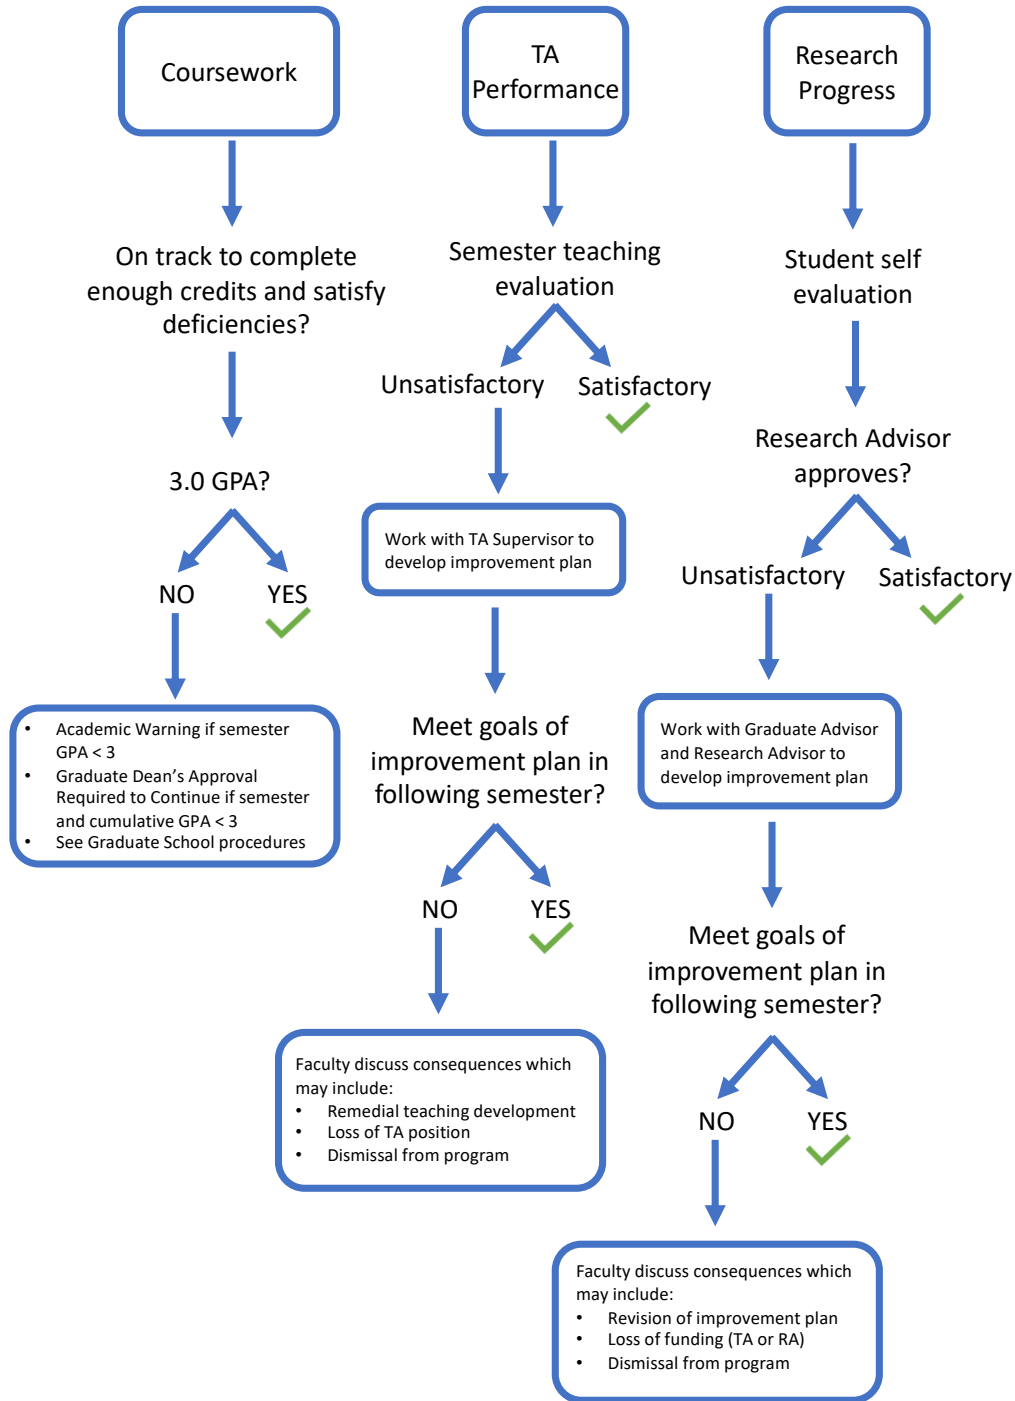 Coursework
On track to complete
enough credits and satisfy
deficiencies?
3.0 GPA?
NO
YES
• Academic Warning if semester
GPA < 3
• Graduate Dean’s Approval
Required to Continue if semester
and cumulative GPA < 3
• See Graduate School procedures
TA
Performance
Semester teaching
evaluation
Unsatisfactory
Satisfactory
Work with TA Supervisor to
develop improvement plan
Meet goals of
improvement plan in
following semester?
NO
YES
Faculty discuss consequences which
may include:
• Remedial teaching development
• Loss of TA position
• Dismissal from program
Research
Progress
Student self
evaluation
Research Advisor
approves?
Unsatisfactory
Satisfactory
Work with Graduate Advisor
and Research Advisor to
develop improvement plan
Meet goals of
improvement plan in
following semester?
NO
YES
Faculty discuss consequences which
may include:
• Revision of improvement plan
• Loss of funding (TA or RA)
• Dismissal from program